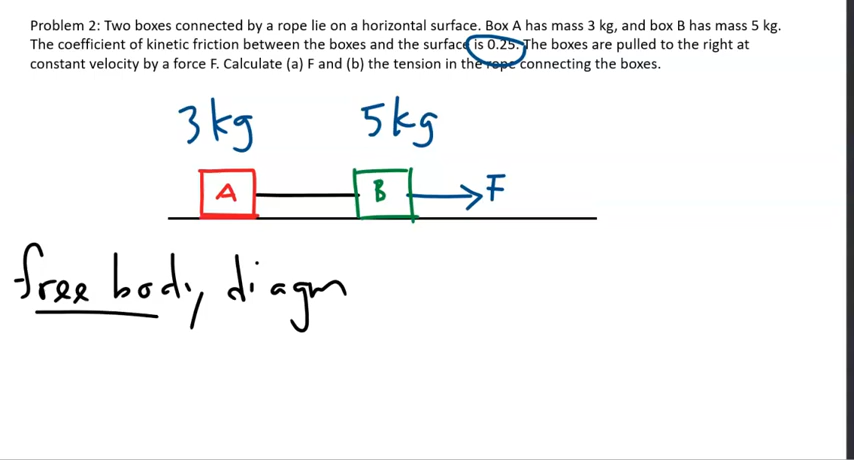 Problem 2: Two boxes connected by a rope lie on a horizontal surface. Box A has mass 3 kg, and box B has mass 5 kg.
The coefficient of kinetic friction between the boxes and the surface is 0.25. The boxes are pulled to the right at
constant velocity by a force F. Calculate (a) F and (b) the tension in the rope connecting the boxes.
3kg 5kg
A B F
free body diagm